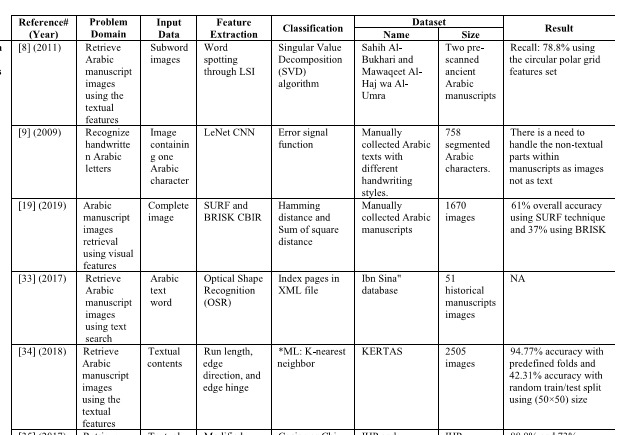 Reference#
(Year)
Problem
Domain
Input
Data
Feature
Extraction
Classification
Dataset
Name
Size
Result
[8] (2011)
Retrieve
Arabic
manuscript
images
using the
textual
features
Subword
images
Word
spotting
through LSI
Singular Value
Decomposition
(SVD)
algorithm
Sahih Al-
Bukhari and
Mawaqeet Al-
Haj wa Al-
Umra
Two pre-
scanned
ancient
Arabic
manuscripts
Recall: 78.8% using
the circular polar grid
features set
[9] (2009)
Recognize
handwritte
n Arabic
letters
Image
containin
g one
Arabic
character
LeNet CNN
Error signal
function
Manually
collected Arabic
texts with
different
handwriting
styles.
758
segmented
Arabic
characters.
There is a need to
handle the non-textual
parts within
manuscripts as images
not as text
[19] (2019)
Arabic
manuscript
images
retrieval
using visual
features
Complete
image
SURF and
BRISK CBIR
Hamming
distance and
Sum of square
distance
Manually
collected Arabic
manuscripts
1670
images
61% overall accuracy
using SURF technique
and 37% using BRISK
[33] (2017)
Retrieve
Arabic
manuscript
images
using text
search
Arabic
text
word
Optical Shape
Recognition
(OSR)
Index pages in
XML file
Ibn Sina"
database
51
historical
manuscripts
images
NA
[34] (2018)
Retrieve
Arabic
manuscript
images
using the
textual
features
Textual
contents
Run length,
edge
direction, and
edge hinge
*ML: K-nearest
neighbor
KERTAS
2505
images
94.77% accuracy with
predefined folds and
42.31% accuracy with
random train/test split
using (50×50) size